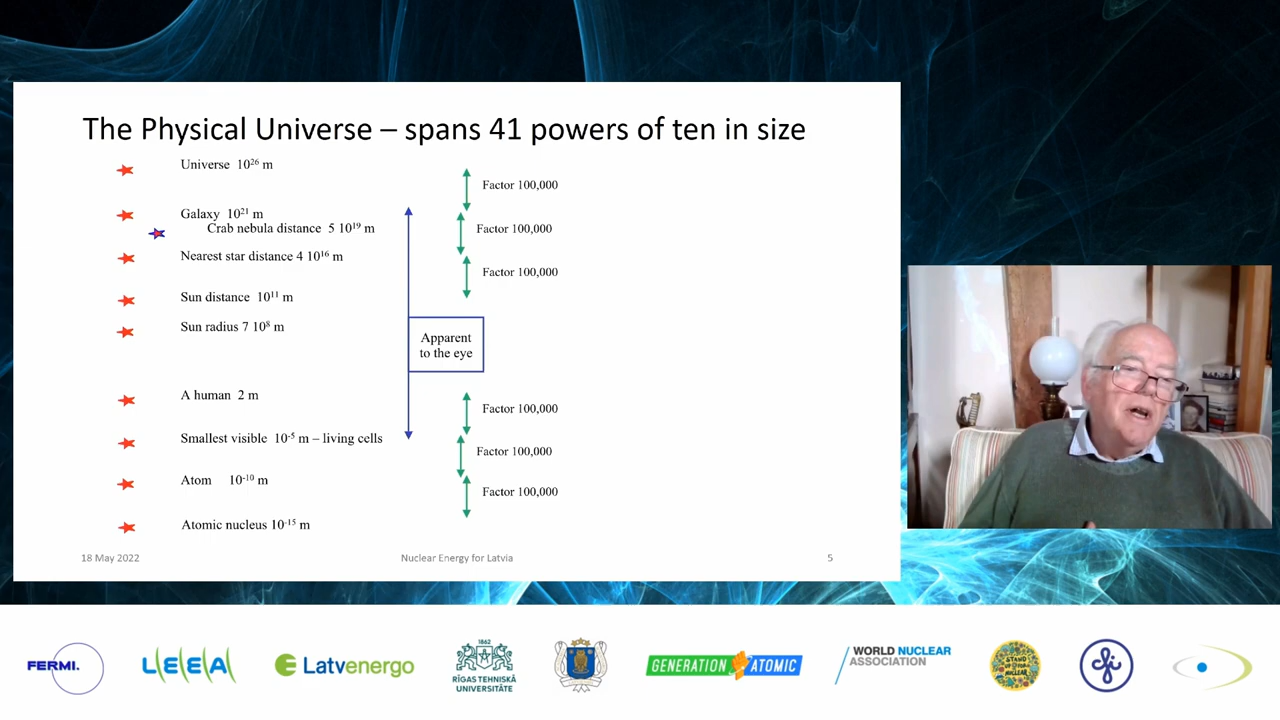 The Physical Universe – spans 41 powers of ten in size
Universe 10²⁶ m
Factor 100,000
Galaxy 10²¹ m
Crab nebula distance 5 10¹⁹ m
Factor 100,000
Nearest star distance 4 10¹⁶ m
Factor 100,000
Sun distance 10¹¹ m
Sun radius 7 10⁸ m
Apparent
to the eye
A human 2 m
Factor 100,000
Smallest visible 10⁻⁵ m – living cells
Factor 100,000
Atom 10⁻¹⁰ m
Factor 100,000
Atomic nucleus 10⁻¹⁵ m
18 May 2022
Nuclear Energy for Latvia
5
FERMI.
LEEA
Latvenergo
1862
RĪGAS TEHNISKĀ
UNIVERSITĀTE
GENERATION ATOMIC
WORLD NUCLEAR
ASSOCIATION
STAND
NUCLEAR